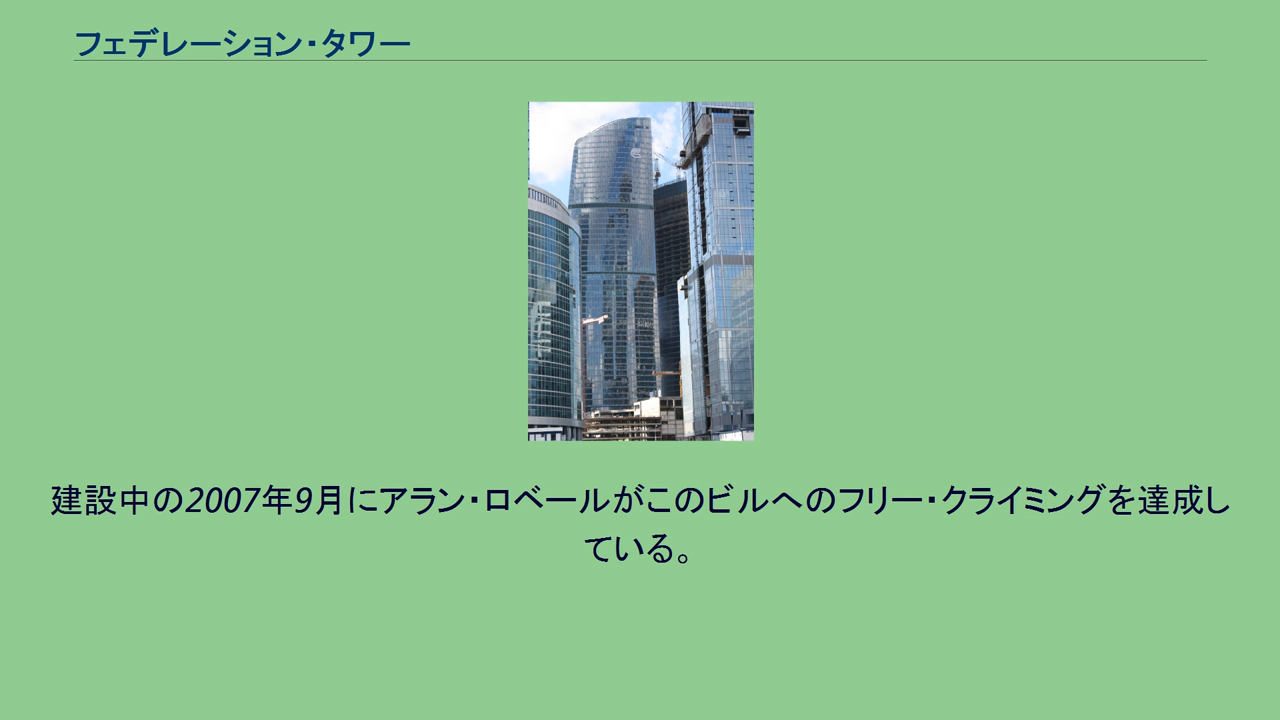 フェデレーション・タワー
建設中の2007年9月にアラン・ロベールがこのビルへのフリー・クライミングを達成し
ている。